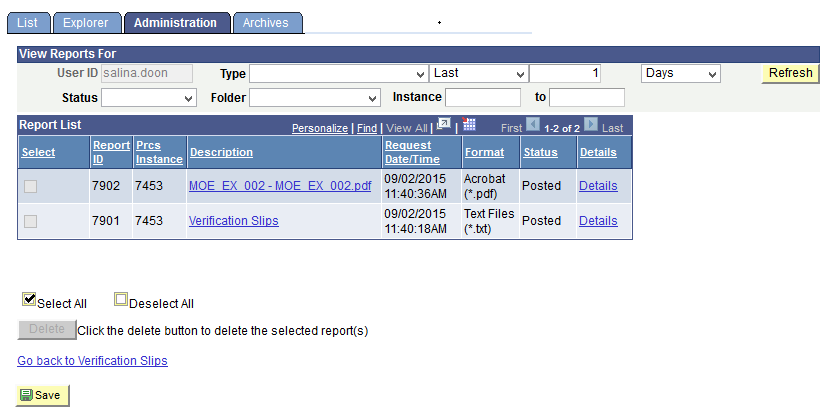 List Explorer Administration Archives
View Reports For
User ID salina.doon Type Last 1 Days Refresh
Status Folder Instance to
Report List Personalize | Find | View All | | First 1-2 of 2 Last
Select Report ID Prcs Instance Description Request Date/Time Format Status Details
7902 7453 MOE_EX_002 - MOE_EX_002.pdf 09/02/2015 11:40:36AM Acrobat (*.pdf) Posted Details
7901 7453 Verification Slips 09/02/2015 11:40:18AM Text Files (*.txt) Posted Details
Select All Deselect All
Delete Click the delete button to delete the selected report(s)
Go back to Verification Slips
Save